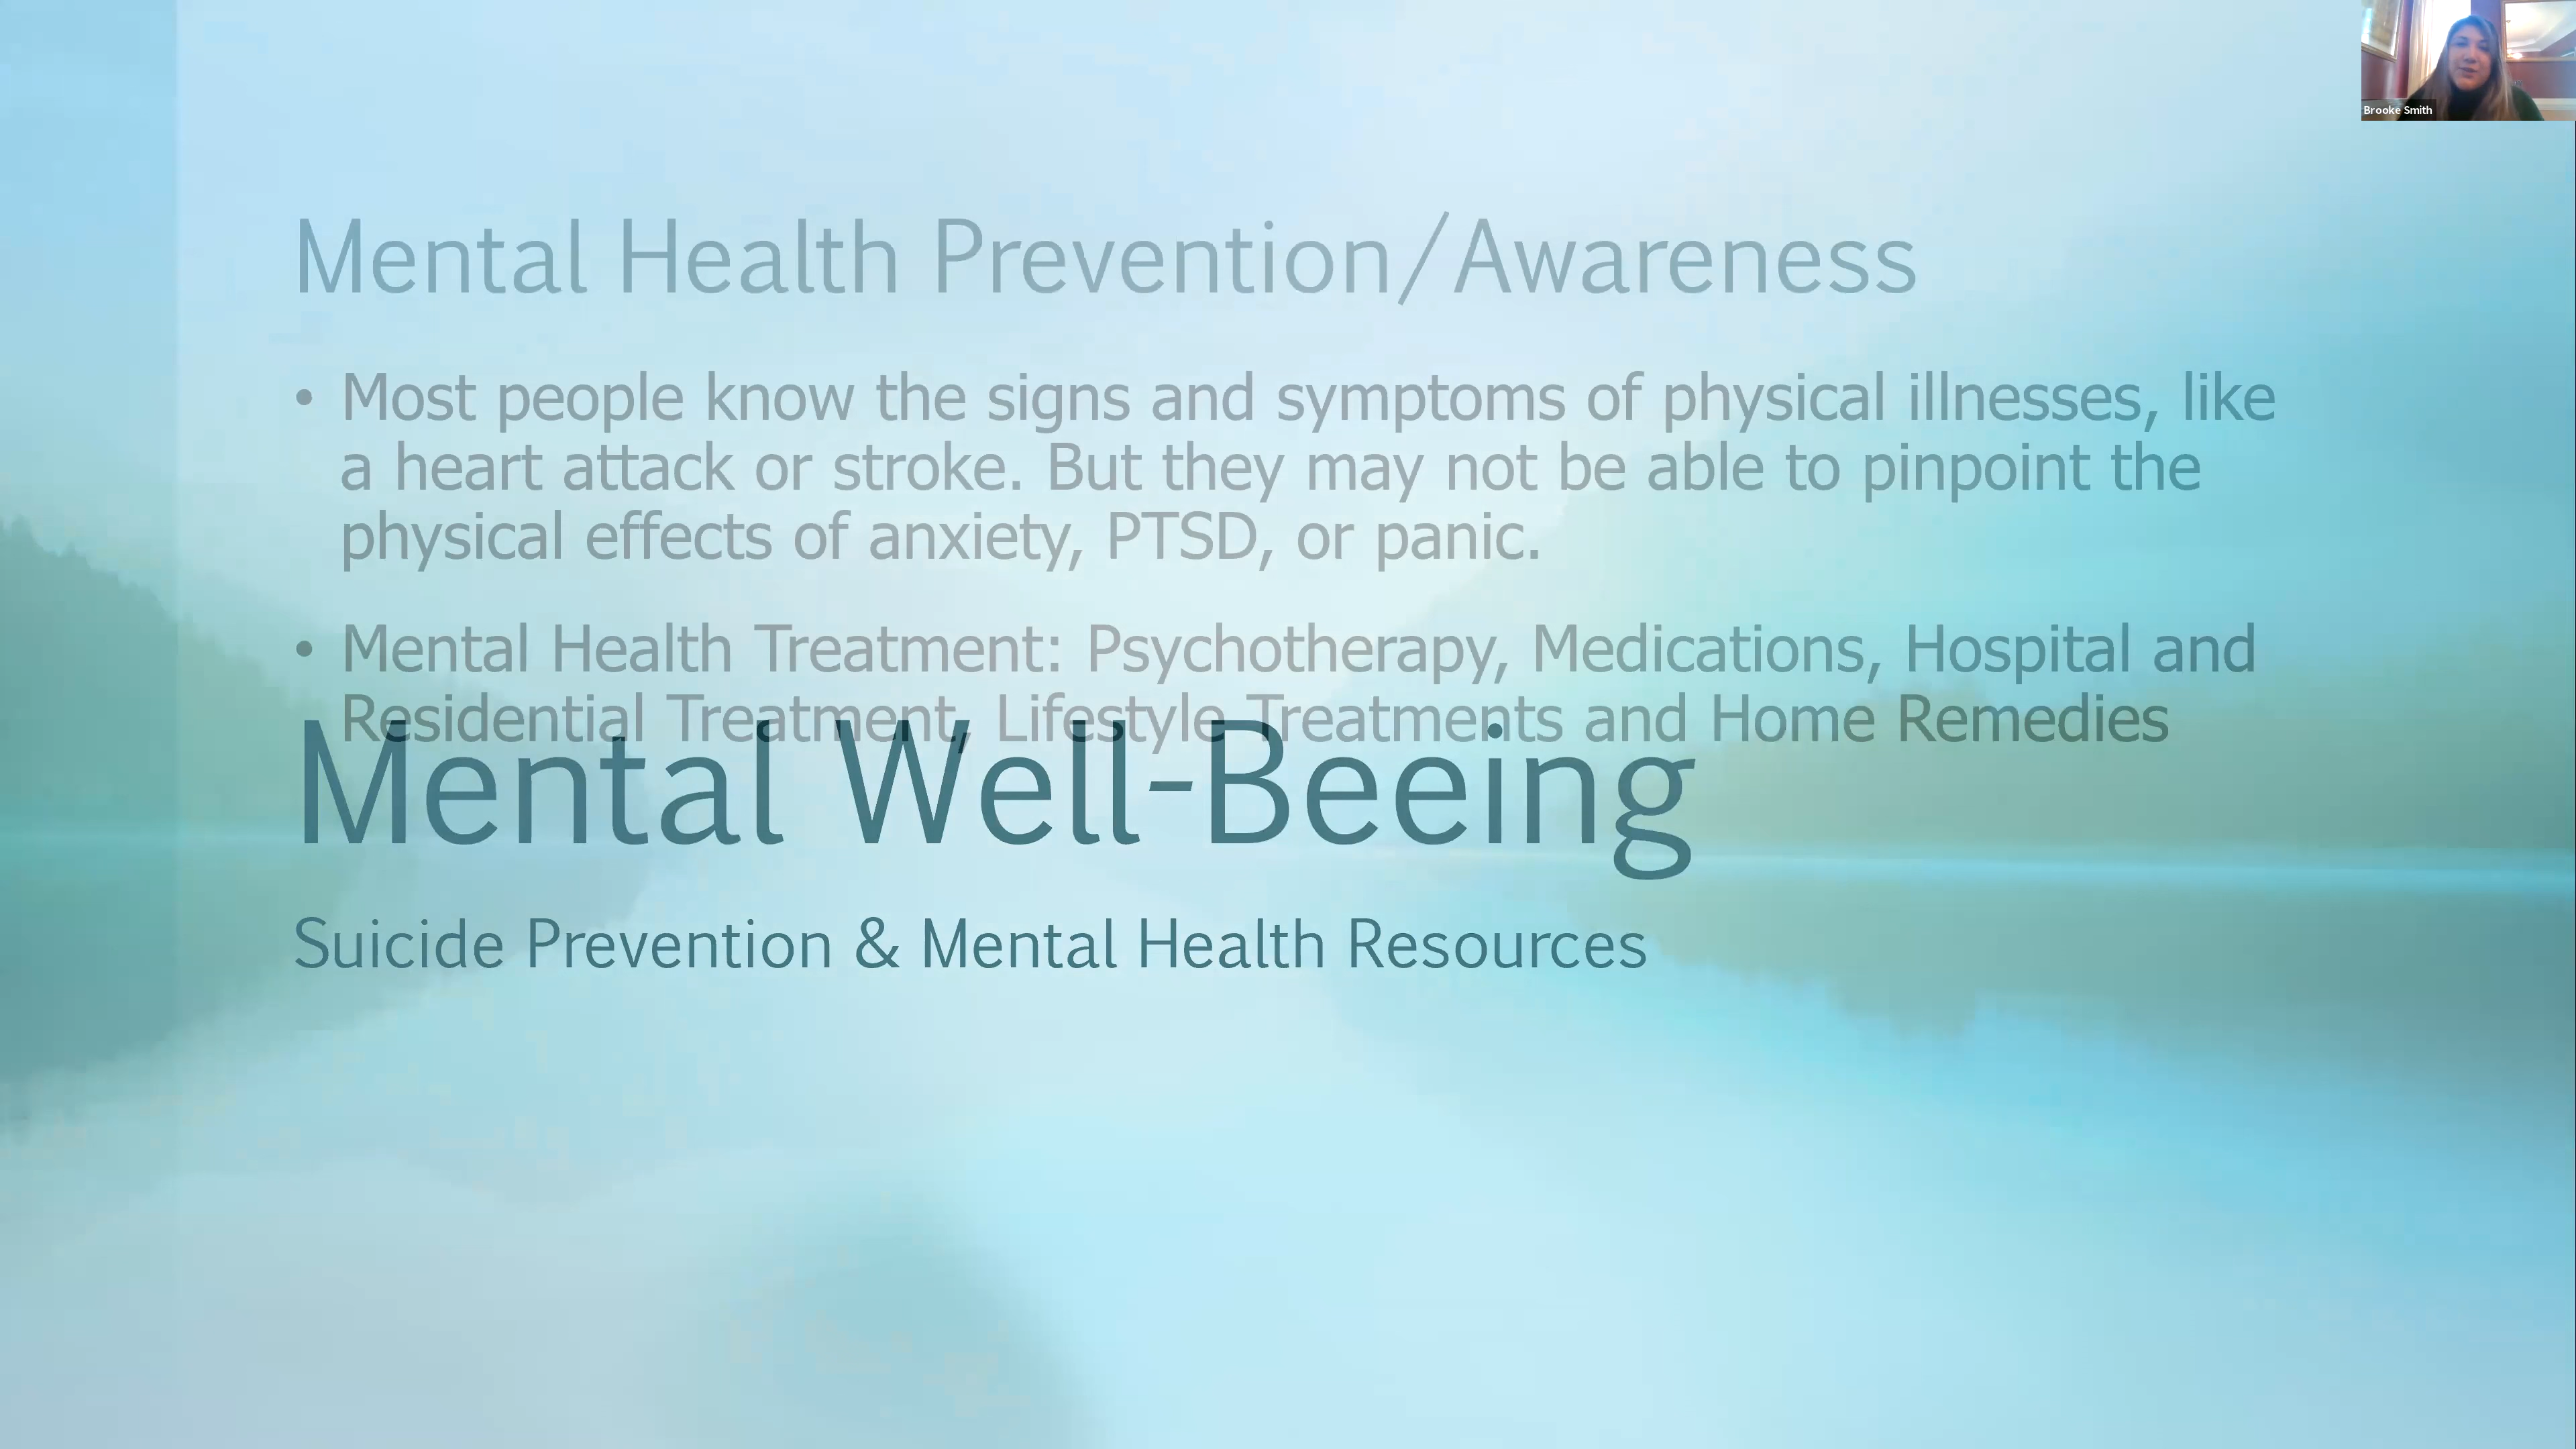 Brooke Smith
Mental Health Prevention/Awareness
• Most people know the signs and symptoms of physical illnesses, like
a heart attack or stroke. But they may not be able to pinpoint the
physical effects of anxiety, PTSD, or panic.
• Mental Health Treatment: Psychotherapy, Medications, Hospital and
Residential Treatment, Lifestyle Treatments and Home Remedies
Mental Well-Beeing
Suicide Prevention & Mental Health Resources